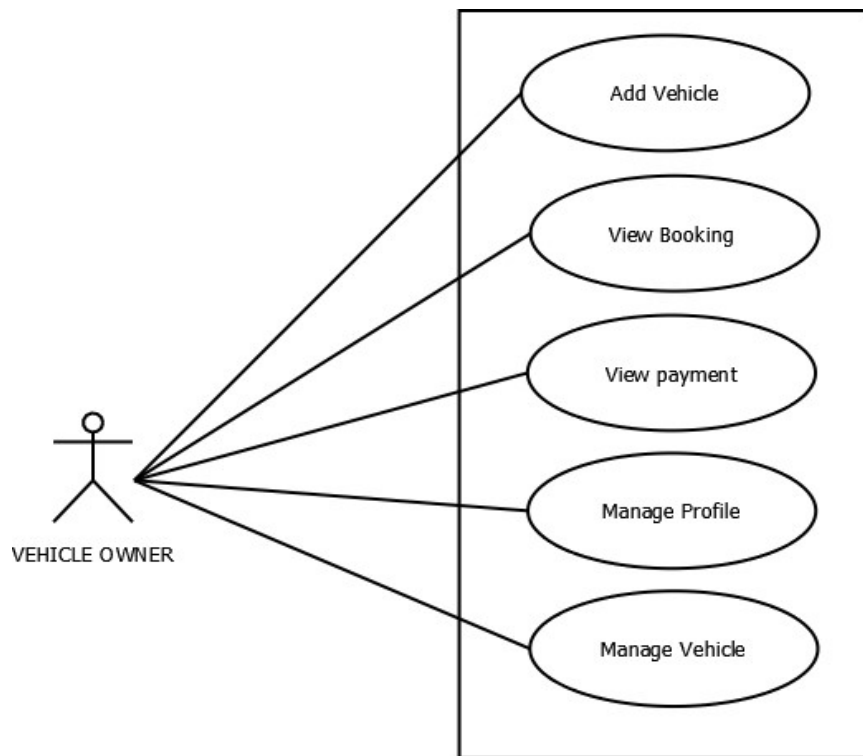 Add Vehicle
View Booking
View payment
Manage Profile
VEHICLE OWNER
Manage Vehicle